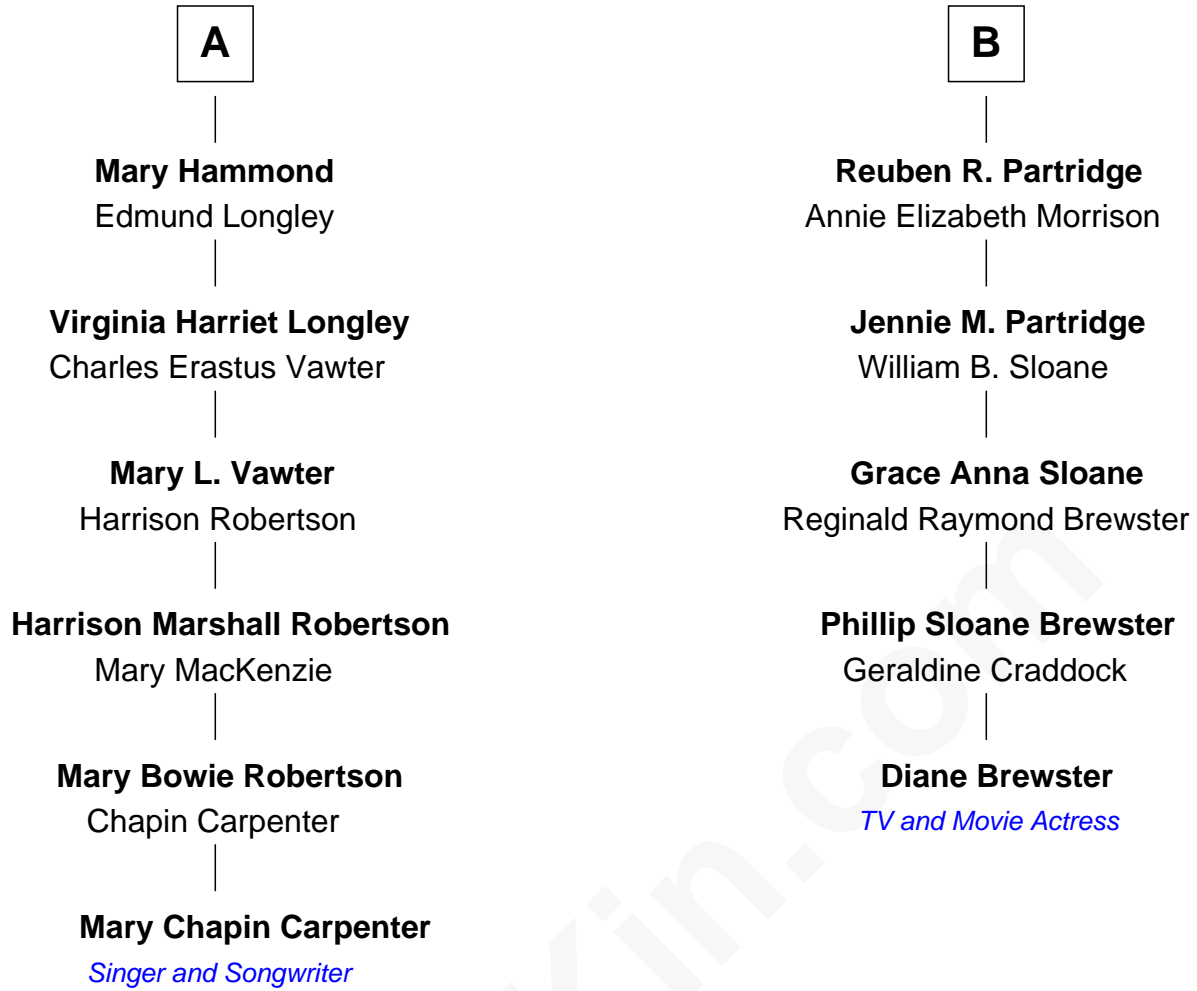 A
Mary Hammond
Edmund Longley
Virginia Harriet Longley
Charles Erastus Vawter
Mary L. Vawter
Harrison Robertson
Harrison Marshall Robertson
Mary MacKenzie
Mary Bowie Robertson
Chapin Carpenter
Mary Chapin Carpenter
Singer and Songwriter
B
Reuben R. Partridge
Annie Elizabeth Morrison
Jennie M. Partridge
William B. Sloane
Grace Anna Sloane
Reginald Raymond Brewster
Phillip Sloane Brewster
Geraldine Craddock
Diane Brewster
TV and Movie Actress